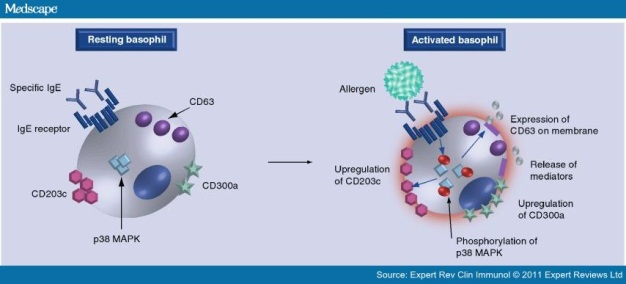 Medscape
Resting basophil
Activated basophil
Specific IgE
CD63
IgE receptor
CD203c
CD300a
p38 MAPK
Allergen
Expression of
CD63 on membrane
Upregulation
of CD203c
Release of
mediators
Upregulation
of CD300a
Phosphorylation of
p38 MAPK
Source: Expert Rev Clin Immunol © 2011 Expert Reviews Ltd